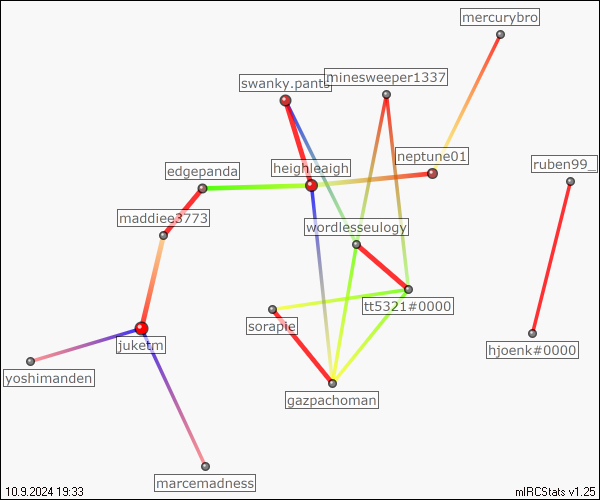 mercurybro
minesweeper1337
swanky.pants
neptune01
ruben99_
heighleaigh
edgepanda
maddiee3773
wordlesseulogy
tt5321#0000
sorapie
juketm
hjoenk#0000
yoshimanden
gazpachoman
marcemadness
10.9.2024 19:33
mIRCStats v1.25